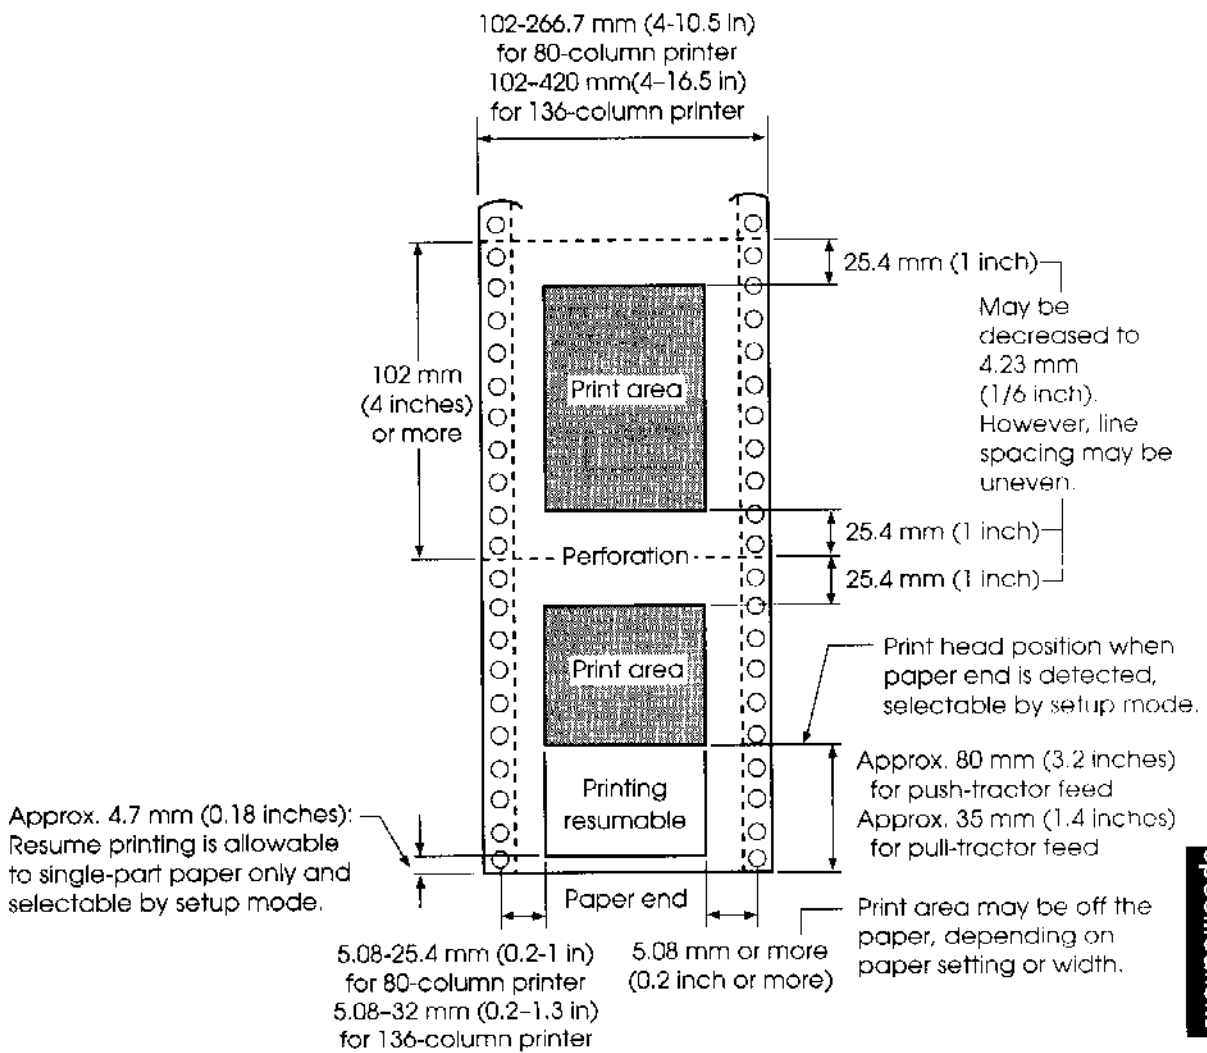 102-266.7 mm (4-10.5 in)
for 80-column printer
102-420 mm(4-16.5 in)
for 136-column printer
25.4 mm (1 inch)
May be
decreased to
4.23 mm
(1/6 inch).
However, line
spacing may be
uneven.
102 mm
(4 inches)
or more
Print area
25.4 mm (1 inch)
Perforation
25.4 mm (1 inch)
Print area
Print head position when
paper end is detected,
selectable by setup mode.
Approx. 80 mm (3.2 inches)
for push-tractor feed
Approx. 35 mm (1.4 inches)
for pull-tractor feed
Printing
resumable
Approx. 4.7 mm (0.18 inches):
Resume printing is allowable
to single-part paper only and
selectable by setup mode.
Paper end
Print area may be off the
paper, depending on
paper setting or width.
5.08-25.4 mm (0.2-1 in)
for 80-column printer
5.08-32 mm (0.2-1.3 in)
for 136-column printer
5.08 mm or more
(0.2 inch or more)